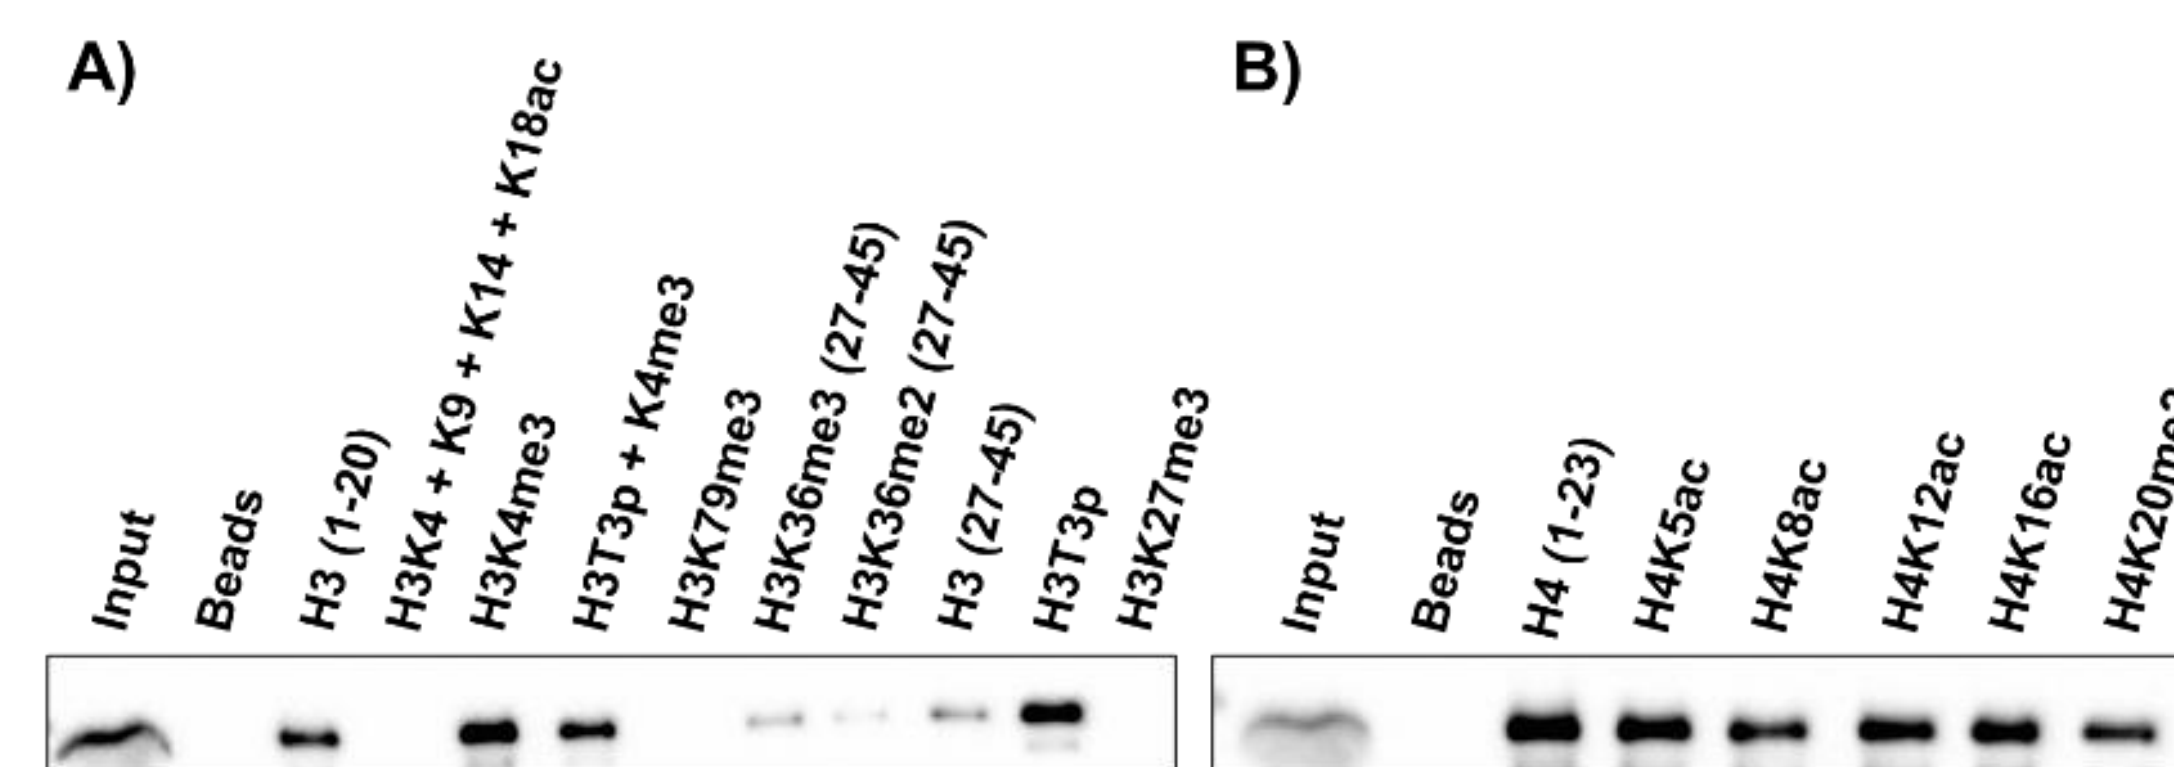 A)
Input
Beads
H3 (1-20)
H3K4 + K9 + K14 + K18ac
H3K4me3
H3T3p + K4me3
H3K79me3
H3K36me3 (27-45)
H3K36me2 (27-45)
H3 (27-45)
H3T3p
H3K27me3
B)
Input
Beads
H4 (1-23)
H4K5ac
H4K8ac
H4K12ac
H4K16ac